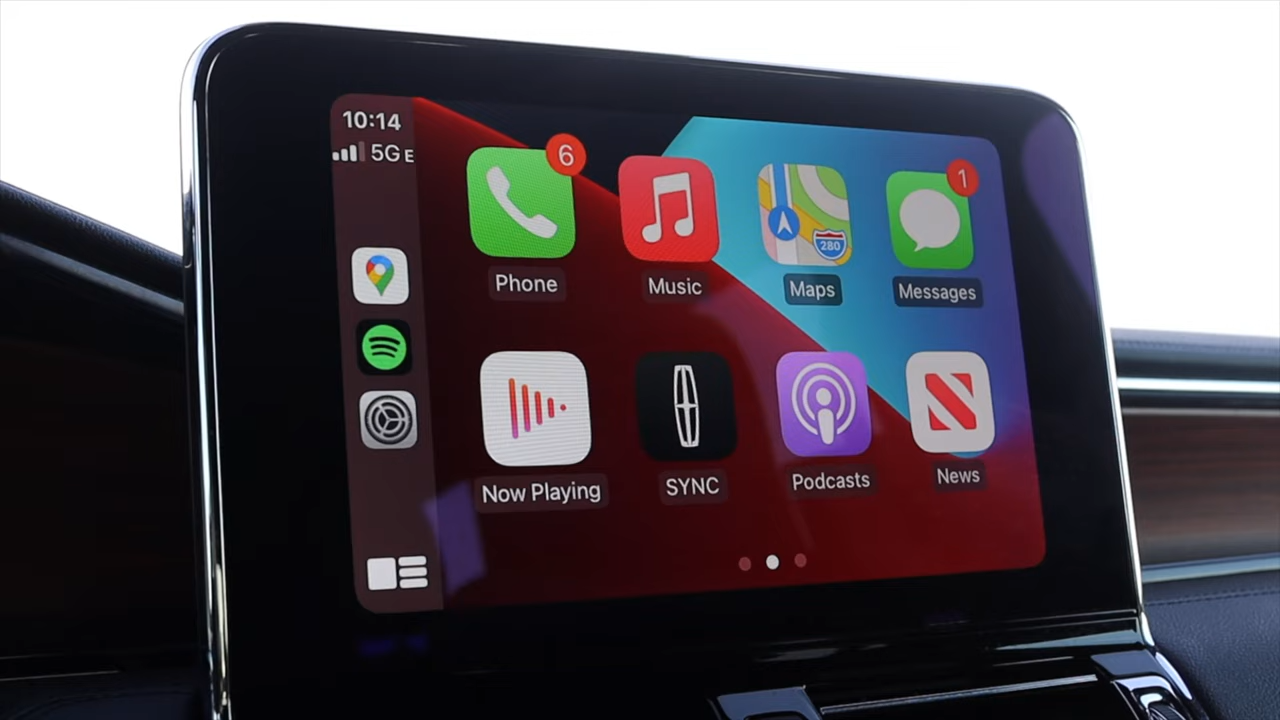 10:14
5G E
6
1
280
Phone
Music
Maps
Messages
Now Playing
SYNC
Podcasts
News